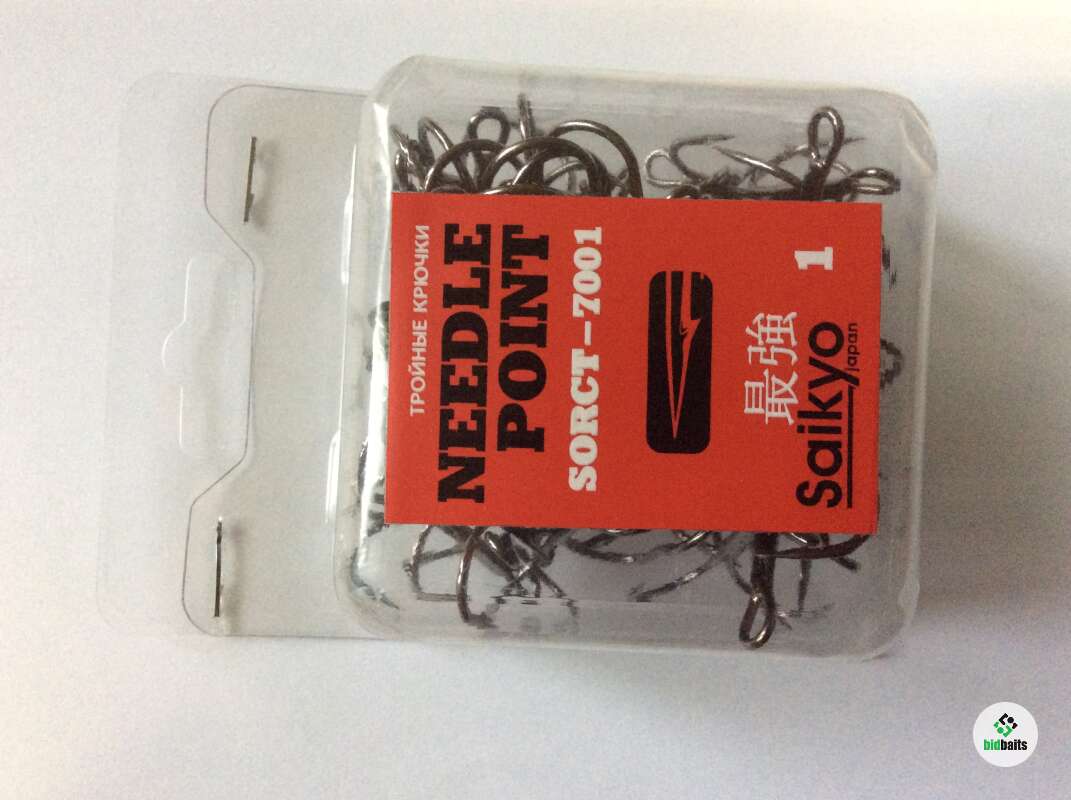 ТРОЙНЫЕ КРЮЧКИ
NEEDLE
POINT
SORCT-7001
最強 1
Saikyo
japan
bidbaits